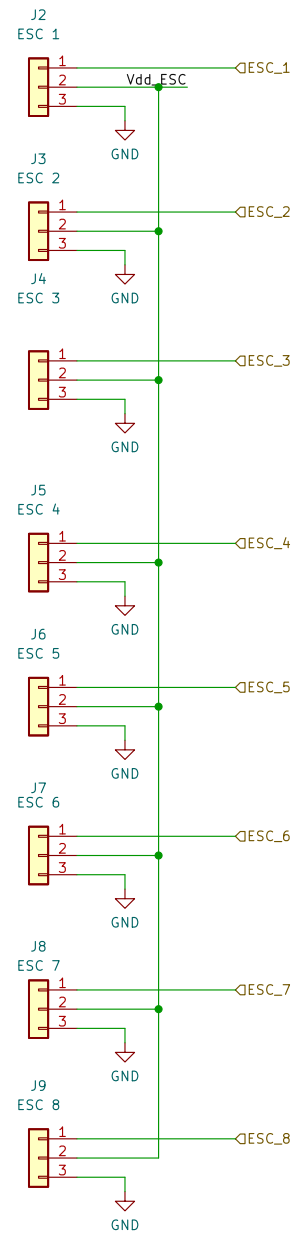 J2
ESC 1
1 ESC_1
2 Vdd_ESC
3
GND
J3
ESC 2
1 ESC_2
2
3
GND
J4
ESC 3
1 ESC_3
2
3
GND
J5
ESC 4
1 ESC_4
2
3
GND
J6
ESC 5
1 ESC_5
2
3
GND
J7
ESC 6
1 ESC_6
2
3
GND
J8
ESC 7
1 ESC_7
2
3
GND
J9
ESC 8
1 ESC_8
2
3
GND